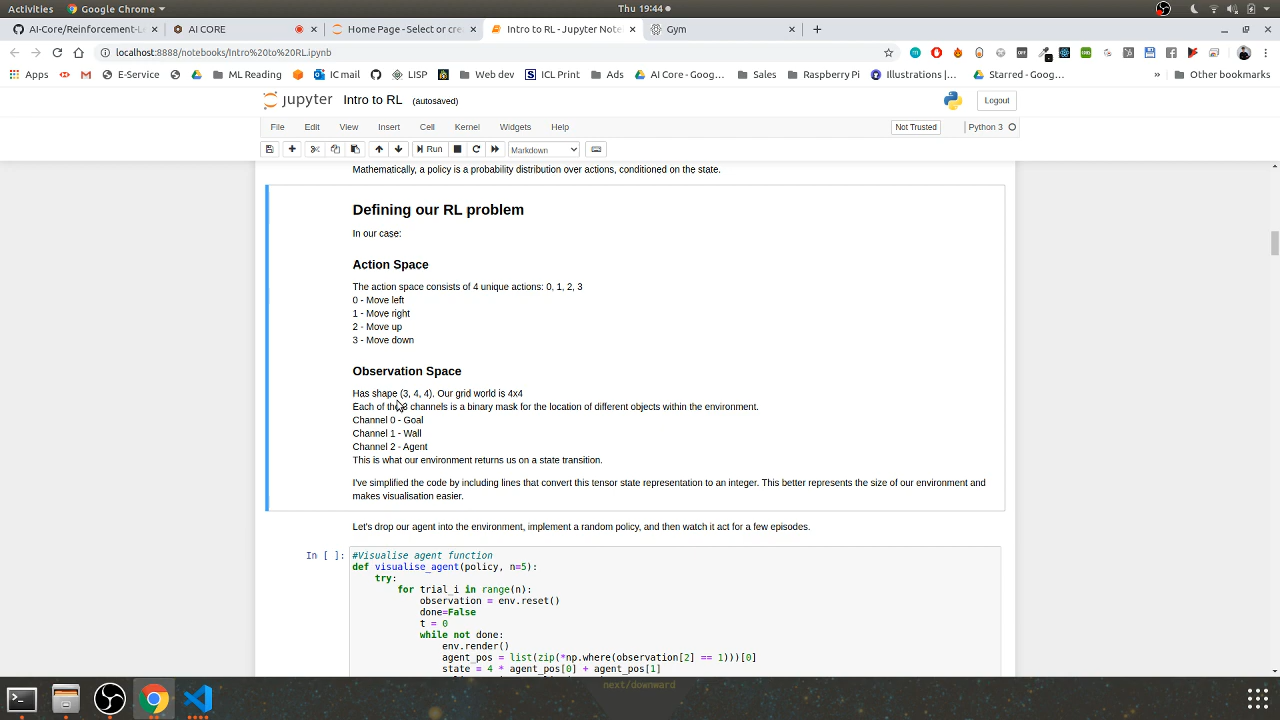 Activities
Google Chrome
Thu 19:44
AI-Core/Reinforcement-L
AI CORE
Home Page - Select or cre
Intro to RL - Jupyter Note
Gym
localhost:8888/notebooks/Intro%20to%20RL.ipynb
Apps
E-Service
ML Reading
IC mail
LISP
Web dev
ICL Print
Ads
AI Core - Goog...
Sales
Raspberry Pi
Illustrations |...
Starred - Goog...
»
Other bookmarks
jupyter Intro to RL (autosaved)
Logout
File Edit View Insert Cell Kernel Widgets Help
Not Trusted
Python 3
Run
Markdown
Mathematically, a policy is a probability distribution over actions, conditioned on the state.
Defining our RL problem
In our case:
Action Space
The action space consists of 4 unique actions: 0, 1, 2, 3
0 - Move left
1 - Move right
2 - Move up
3 - Move down
Observation Space
Has shape (3, 4, 4). Our grid world is 4x4
Each of the 3 channels is a binary mask for the location of different objects within the environment.
Channel 0 - Goal
Channel 1 - Wall
Channel 2 - Agent
This is what our environment returns us on a state transition.
I've simplified the code by including lines that convert this tensor state representation to an integer. This better represents the size of our environment and
makes visualisation easier.
Let's drop our agent into the environment, implement a random policy, and then watch it act for a few episodes.
In [ ]:
#Visualise agent function
def visualise_agent(policy, n=5):
try:
for trial_i in range(n):
observation = env.reset()
done=False
t = 0
while not done:
env.render()
agent_pos = list(zip(*np.where(observation[2] == 1)))[0]
state = 4 * agent_pos[0] + agent_pos[1]
next/downward